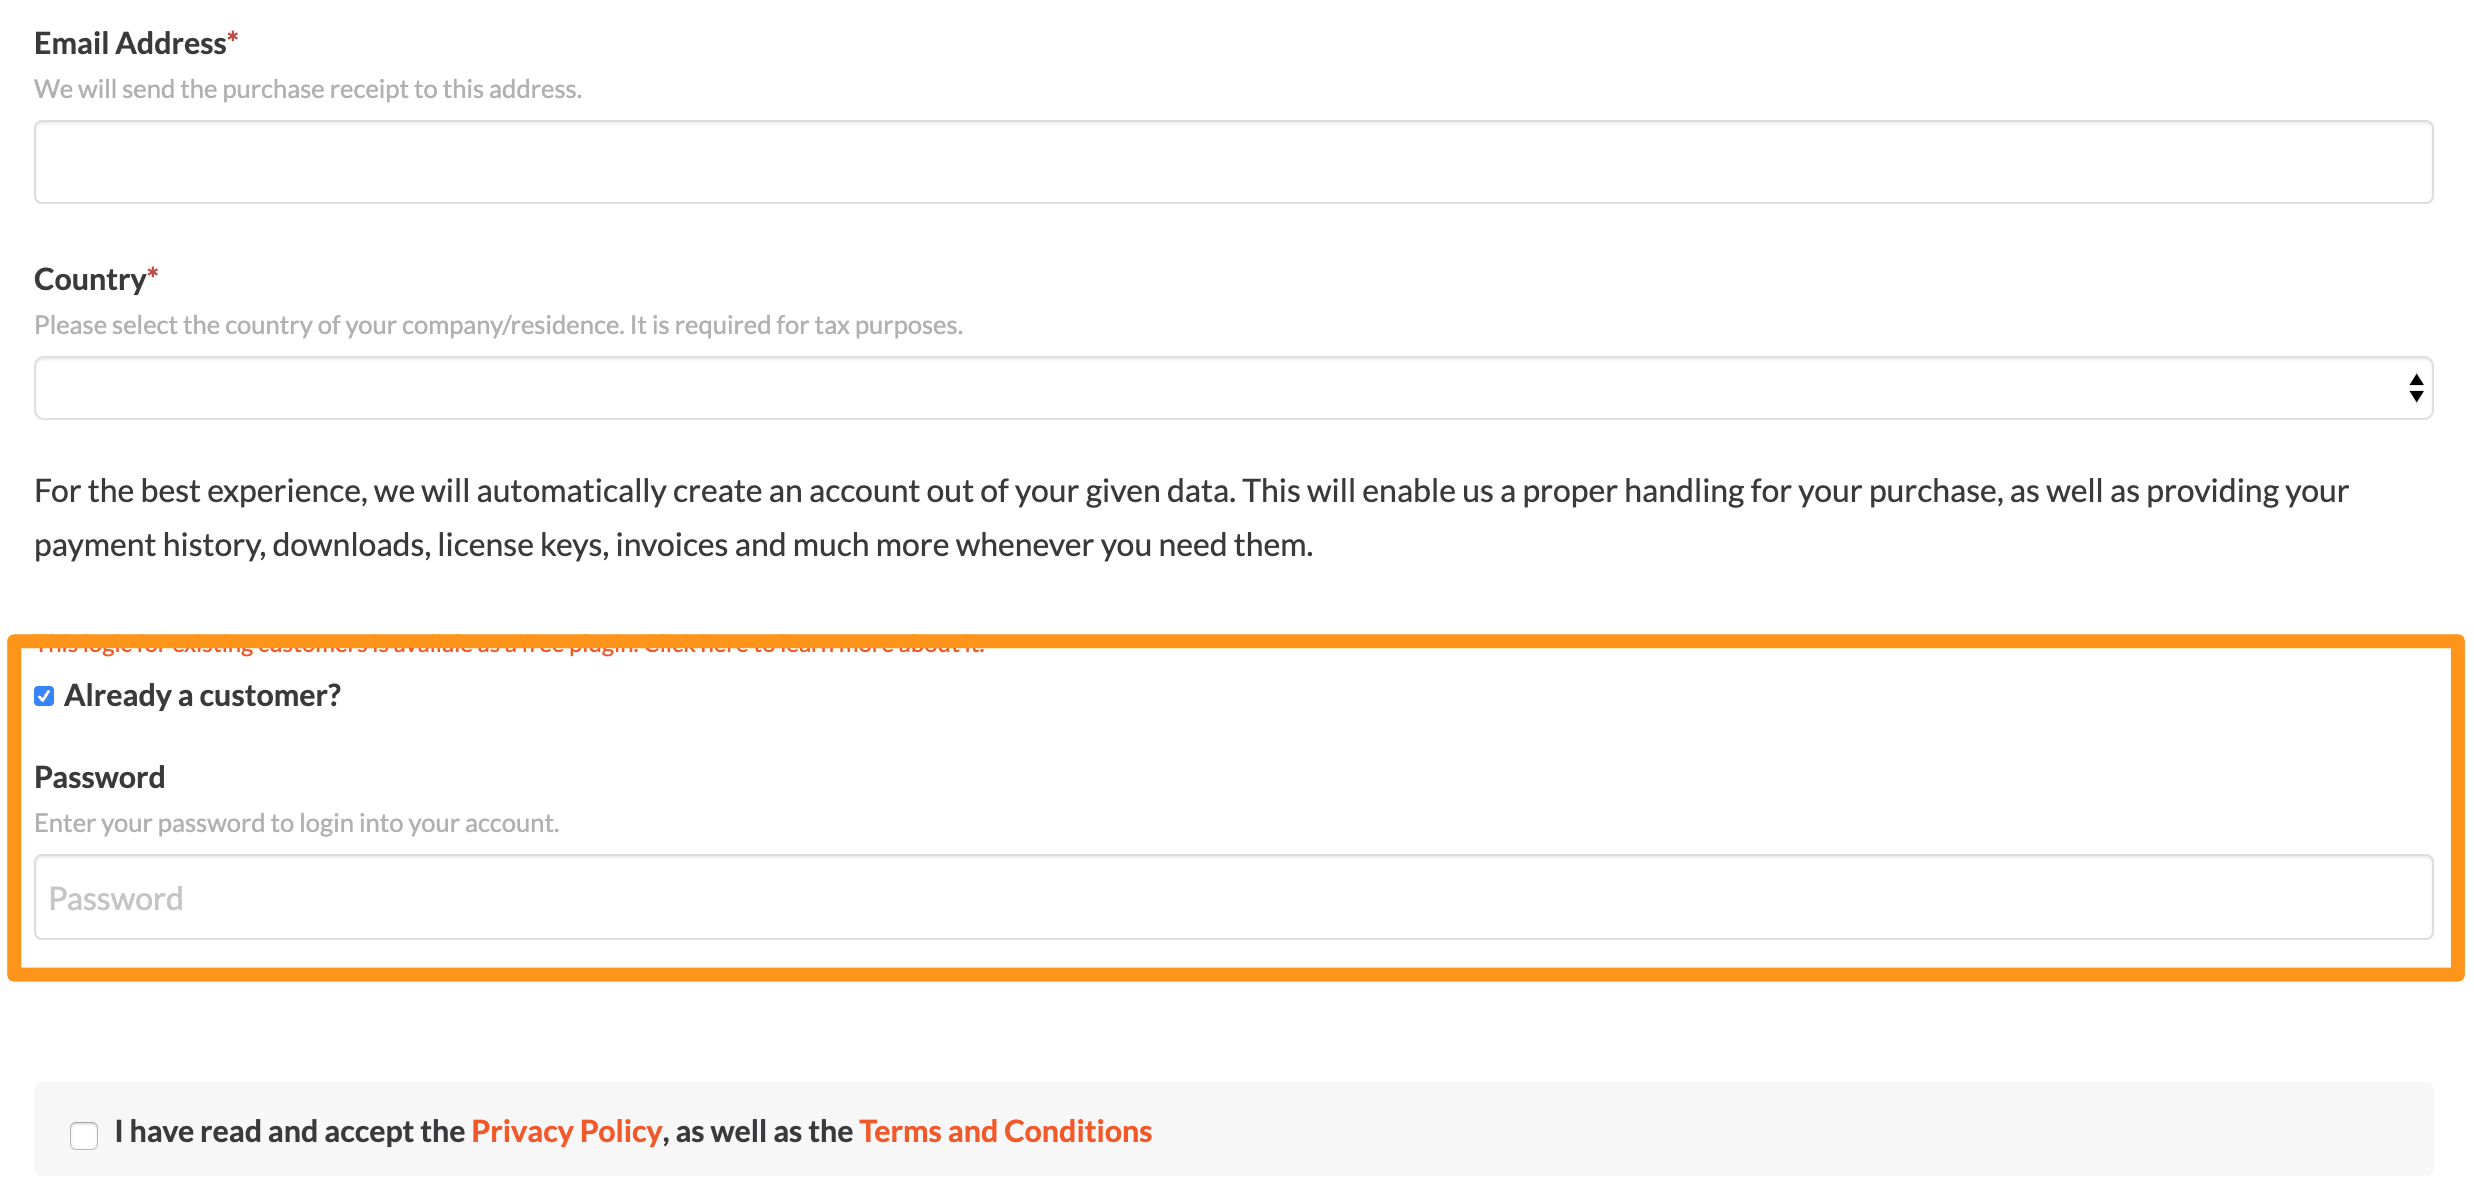 Email Address*
We will send the purchase receipt to this address.
Country*
Please select the country of your company/residence. It is required for tax purposes.
For the best experience, we will automatically create an account out of your given data. This will enable us a proper handling for your purchase, as well as providing your
payment history, downloads, license keys, invoices and much more whenever you need them.
This logic for existing customers is availale as a free plugin. Click here to learn more about it.
Already a customer?
Password
Enter your password to login into your account.
Password
I have read and accept the Privacy Policy, as well as the Terms and Conditions